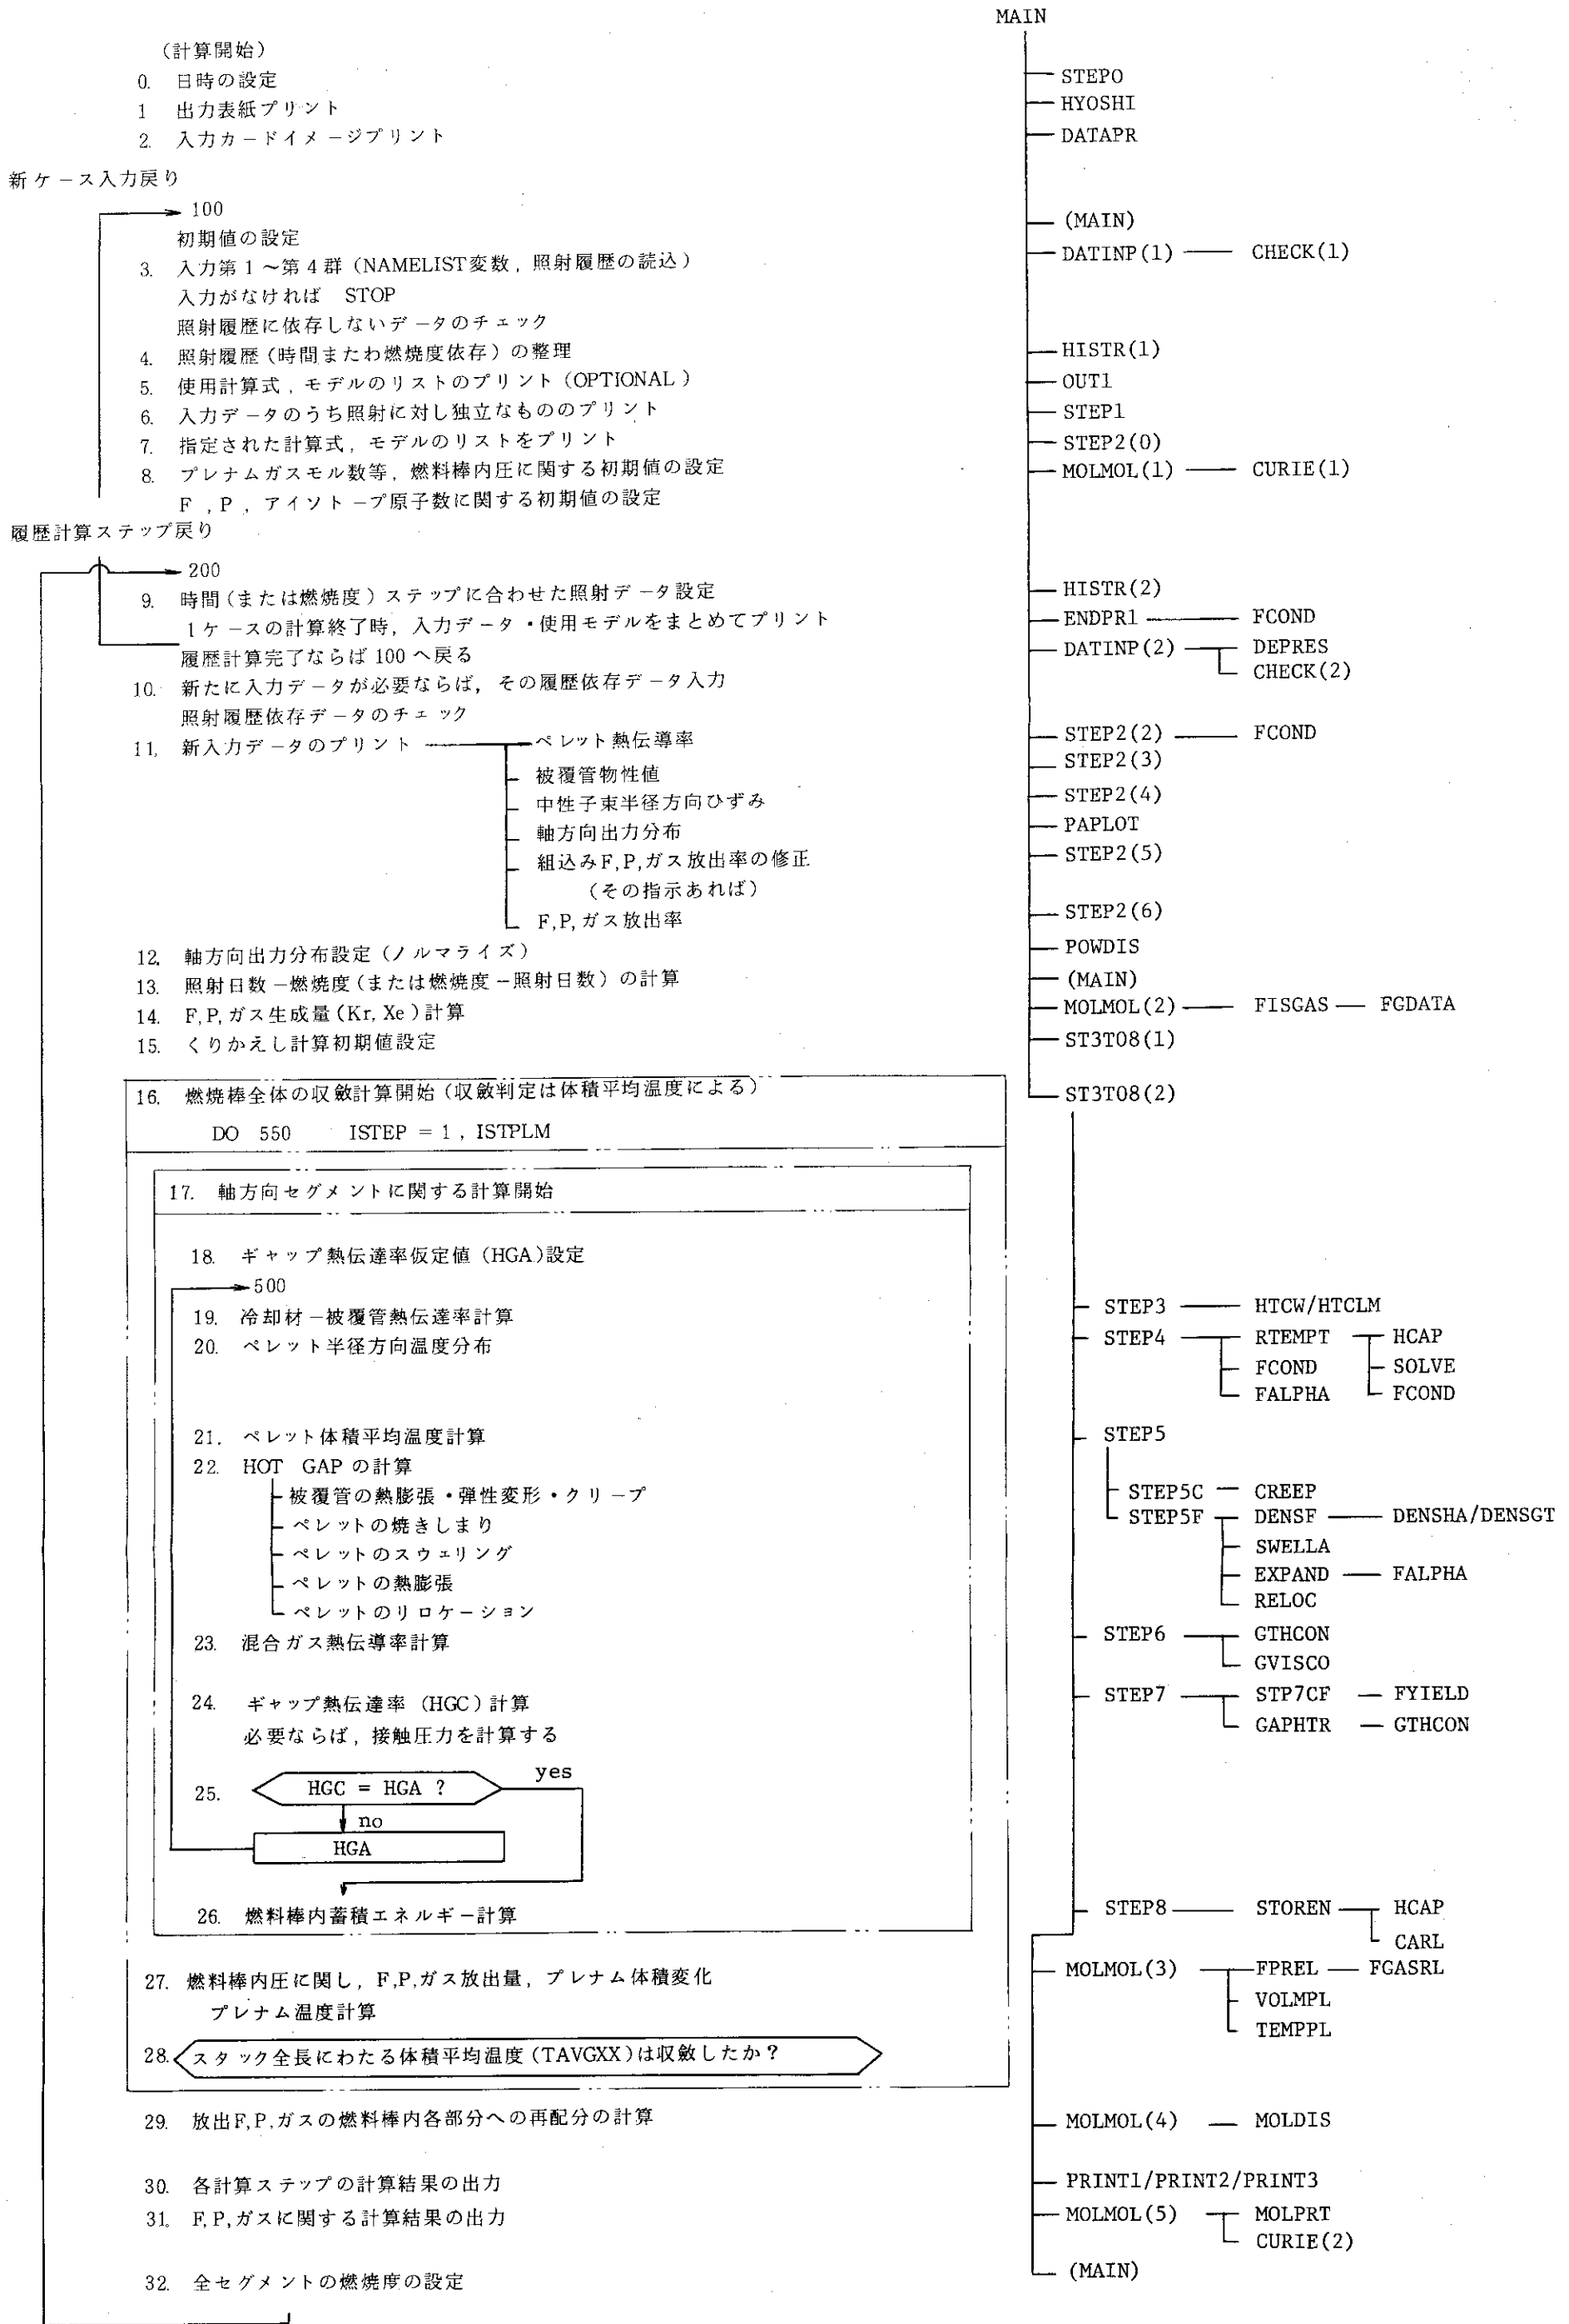 MAIN
(計算開始)
0. 日時の設定
STEP0
1 出力表紙プリント
HYOSHI
2. 入力カードイメージプリント
DATAPR
新ケース入力戻り
100
(MAIN)
初期値の設定
3. 入力第1〜第4群(NAMELIST変数,照射履歴の読込)
DATINP(1) CHECK(1)
入力がなければ STOP
照射履歴に依存しないデータのチェック
4. 照射履歴(時間またわ燃焼度依存)の整理
HISTR(1)
5. 使用計算式,モデルのリストのプリント(OPTIONAL)
OUT1
6. 入力データのうち照射に対し独立なもののプリント
STEP1
7. 指定された計算式,モデルのリストをプリント
STEP2(0)
8. プレナムガスモル数等,燃料棒内圧に関する初期値の設定
MOLMOL(1) CURIE(1)
F,P,アイソトープ原子数に関する初期値の設定
履歴計算ステップ戻り
200
9. 時間(または燃焼度)ステップに合わせた照射データ設定
HISTR(2)
1ケースの計算終了時,入力データ・使用モデルをまとめてプリント
ENDPR1 FCOND
履歴計算完了ならば100へ戻る
DATINP(2) DEPRES
CHECK(2)
10. 新たに入力データが必要ならば,その履歴依存データ入力
照射履歴依存データのチェック
11, 新入力データのプリント ペレット熱伝導率
STEP2(2) FCOND
被覆管物性値
STEP2(3)
中性子束半径方向ひずみ
STEP2(4)
軸方向出力分布
PAPLOT
組込みF,P,ガス放出率の修正
STEP2(5)
(その指示あれば)
F,P,ガス放出率
STEP2(6)
12. 軸方向出力分布設定(ノルマライズ)
POWDIS
13. 照射日数−燃焼度(または燃焼度−照射日数)の計算
(MAIN)
14. F,P,ガス生成量(Kr,Xe)計算
MOLMOL(2) FISGAS FGDATA
15. くりかえし計算初期値設定
ST3TO8(1)
16. 燃焼棒全体の収斂計算開始(収斂判定は体積平均温度による)
ST3TO8(2)
DO 550 ISTEP = 1 , ISTPLM
17. 軸方向セグメントに関する計算開始
18. ギャップ熱伝達率仮定値(HGA)設定
500
19. 冷却材−被覆管熱伝達率計算
STEP3 HTCW/HTCLM
20. ペレット半径方向温度分布
STEP4 RTEMPT HCAP
FCOND SOLVE
FALPHA FCOND
21. ペレット体積平均温度計算
STEP5
22. HOT GAPの計算
被覆管の熱膨張・弾性変形・クリープ
STEP5C CREEP
ペレットの焼きしまり
STEP5F DENSF DENSHA/DENSGT
ペレットのスウェリング
SWELLA
ペレットの熱膨張
EXPAND FALPHA
ペレットのリロケーション
RELOC
23. 混合ガス熱伝導率計算
STEP6 GTHCON
GVISCO
24. ギャップ熱伝達率(HGC)計算
STEP7 STP7CF FYIELD
必要ならば,接触圧力を計算する
GAPHTR GTHCON
25. HGC = HGA ? yes
no
HGA
26. 燃料棒内蓄積エネルギー計算
STEP8 STOREN HCAP
CARL
27. 燃料棒内圧に関し,F,P,ガス放出量,プレナム体積変化
MOLMOL(3) FPREL FGASRL
プレナム温度計算
VOLMPL
TEMPPL
28. スタック全長にわたる体積平均温度(TAVGXX)は収斂したか?
29. 放出F,P,ガスの燃料棒内各部分への再配分の計算
MOLMOL(4) MOLDIS
30. 各計算ステップの計算結果の出力
PRINT1/PRINT2/PRINT3
31. F,P,ガスに関する計算結果の出力
MOLMOL(5) MOLPRT
CURIE(2)
32. 全セグメントの燃焼度の設定
(MAIN)